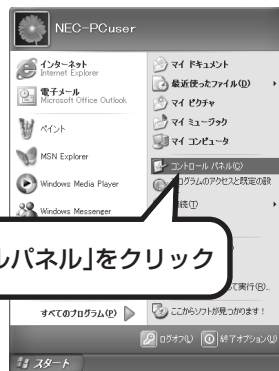 NEC-PCuser
インターネット
Internet Explorer
電子メール
Microsoft Office Outlook
ペイント
MSN Explorer
Windows Media Player
Windows Messenger
すべてのプログラム(P)
マイ ドキュメント
最近使ったファイル(D)
マイ ピクチャ
マイ ミュージック
マイ コンピュータ
コントロール パネル(C)
プログラムのアクセスと既定の設
接続(T)
ルパネル」をクリック
て実行(R)...
ここからソフトが見つかります!
ログオフ(L)
終了オプション(U)
スタート